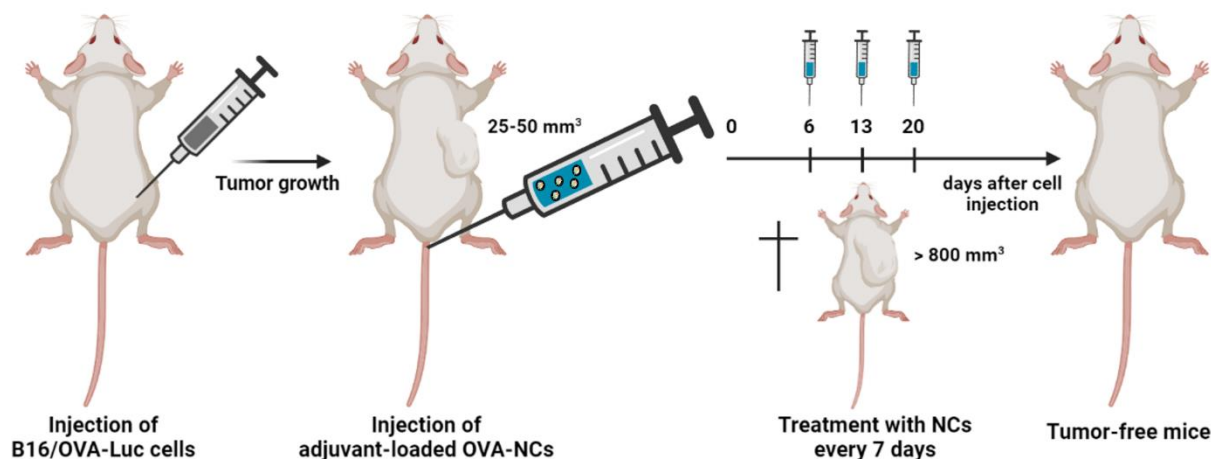 25-50 mm³
Tumor growth
0
6
13
20
days after cell
injection
> 800 mm³
Injection of
B16/OVA-Luc cells
Injection of
adjuvant-loaded OVA-NCs
Treatment with NCs
every 7 days
Tumor-free mice